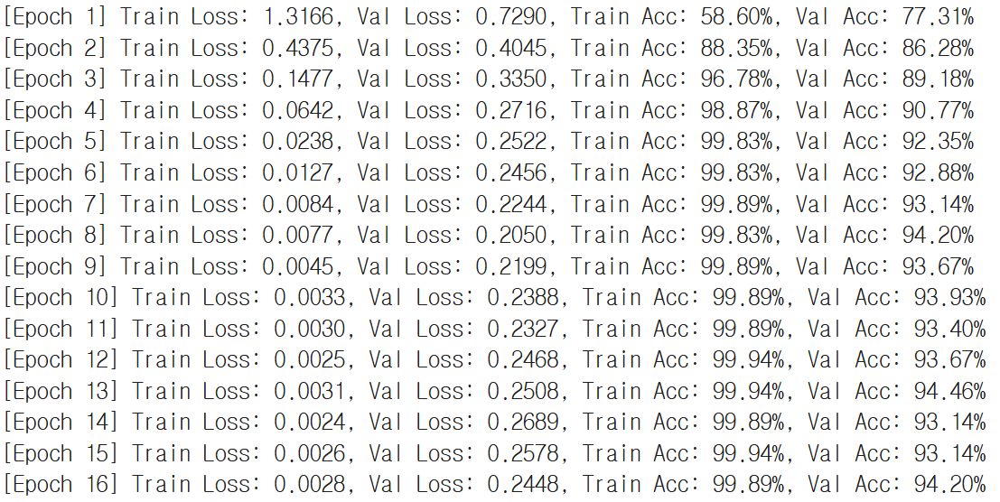 [Epoch 1] Train Loss: 1.3166, Val Loss: 0.7290, Train Acc: 58.60%, Val Acc: 77.31%
[Epoch 2] Train Loss: 0.4375, Val Loss: 0.4045, Train Acc: 88.35%, Val Acc: 86.28%
[Epoch 3] Train Loss: 0.1477, Val Loss: 0.3350, Train Acc: 96.78%, Val Acc: 89.18%
[Epoch 4] Train Loss: 0.0642, Val Loss: 0.2716, Train Acc: 98.87%, Val Acc: 90.77%
[Epoch 5] Train Loss: 0.0238, Val Loss: 0.2522, Train Acc: 99.83%, Val Acc: 92.35%
[Epoch 6] Train Loss: 0.0127, Val Loss: 0.2456, Train Acc: 99.83%, Val Acc: 92.88%
[Epoch 7] Train Loss: 0.0084, Val Loss: 0.2244, Train Acc: 99.89%, Val Acc: 93.14%
[Epoch 8] Train Loss: 0.0077, Val Loss: 0.2050, Train Acc: 99.83%, Val Acc: 94.20%
[Epoch 9] Train Loss: 0.0045, Val Loss: 0.2199, Train Acc: 99.89%, Val Acc: 93.67%
[Epoch 10] Train Loss: 0.0033, Val Loss: 0.2388, Train Acc: 99.89%, Val Acc: 93.93%
[Epoch 11] Train Loss: 0.0030, Val Loss: 0.2327, Train Acc: 99.89%, Val Acc: 93.40%
[Epoch 12] Train Loss: 0.0025, Val Loss: 0.2468, Train Acc: 99.94%, Val Acc: 93.67%
[Epoch 13] Train Loss: 0.0031, Val Loss: 0.2508, Train Acc: 99.94%, Val Acc: 94.46%
[Epoch 14] Train Loss: 0.0024, Val Loss: 0.2689, Train Acc: 99.89%, Val Acc: 93.14%
[Epoch 15] Train Loss: 0.0026, Val Loss: 0.2578, Train Acc: 99.94%, Val Acc: 93.14%
[Epoch 16] Train Loss: 0.0028, Val Loss: 0.2448, Train Acc: 99.89%, Val Acc: 94.20%